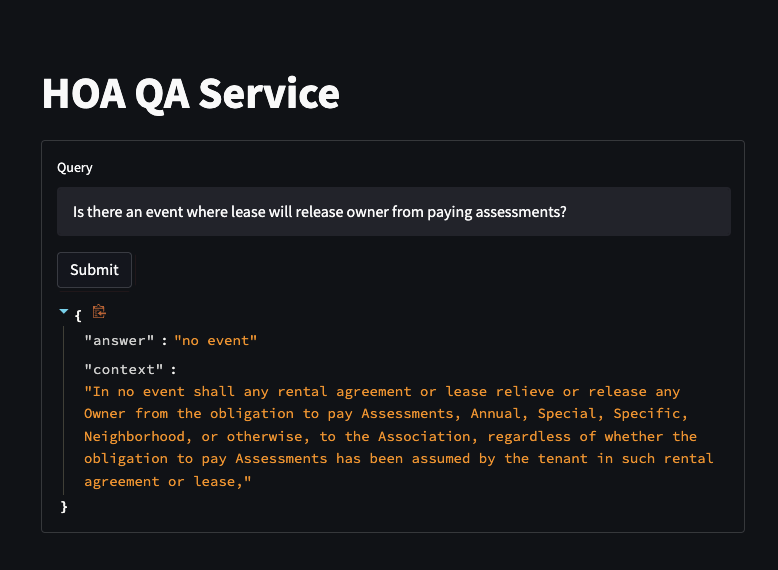 HOA QA Service
Query
Is there an event where lease will release owner from paying assessments?
Submit
{
"answer" : "no event"
"context" :
"In no event shall any rental agreement or lease relieve or release any
Owner from the obligation to pay Assessments, Annual, Special, Specific,
Neighborhood, or otherwise, to the Association, regardless of whether the
obligation to pay Assessments has been assumed by the tenant in such rental
agreement or lease,"
}